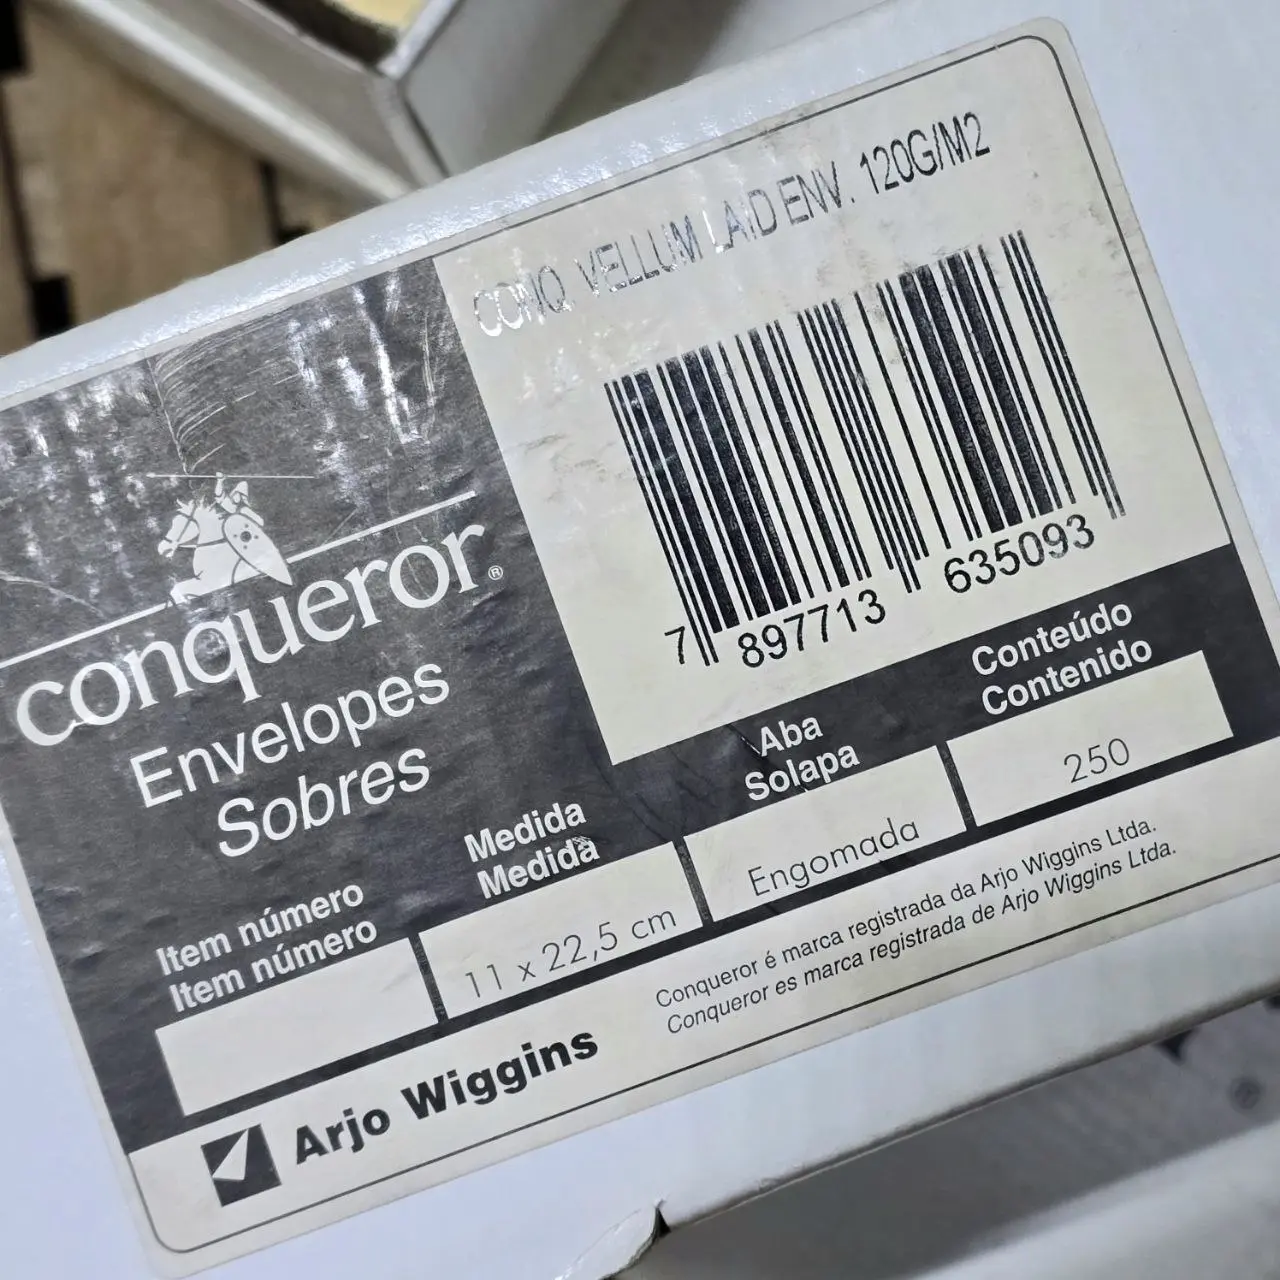 CONQ. VELLUM LAID ENV. 120G/M2
7 897713 635093
conqueror®
Envelopes
Sobres
Item número
Item número
Medida
Medida
11 x 22,5 cm
Aba
Solapa
Engomada
Conteúdo
Contenido
250
Arjo Wiggins
Conqueror é marca registrada da Arjo Wiggins Ltda.
Conqueror es marca registrada de Arjo Wiggins Ltda.